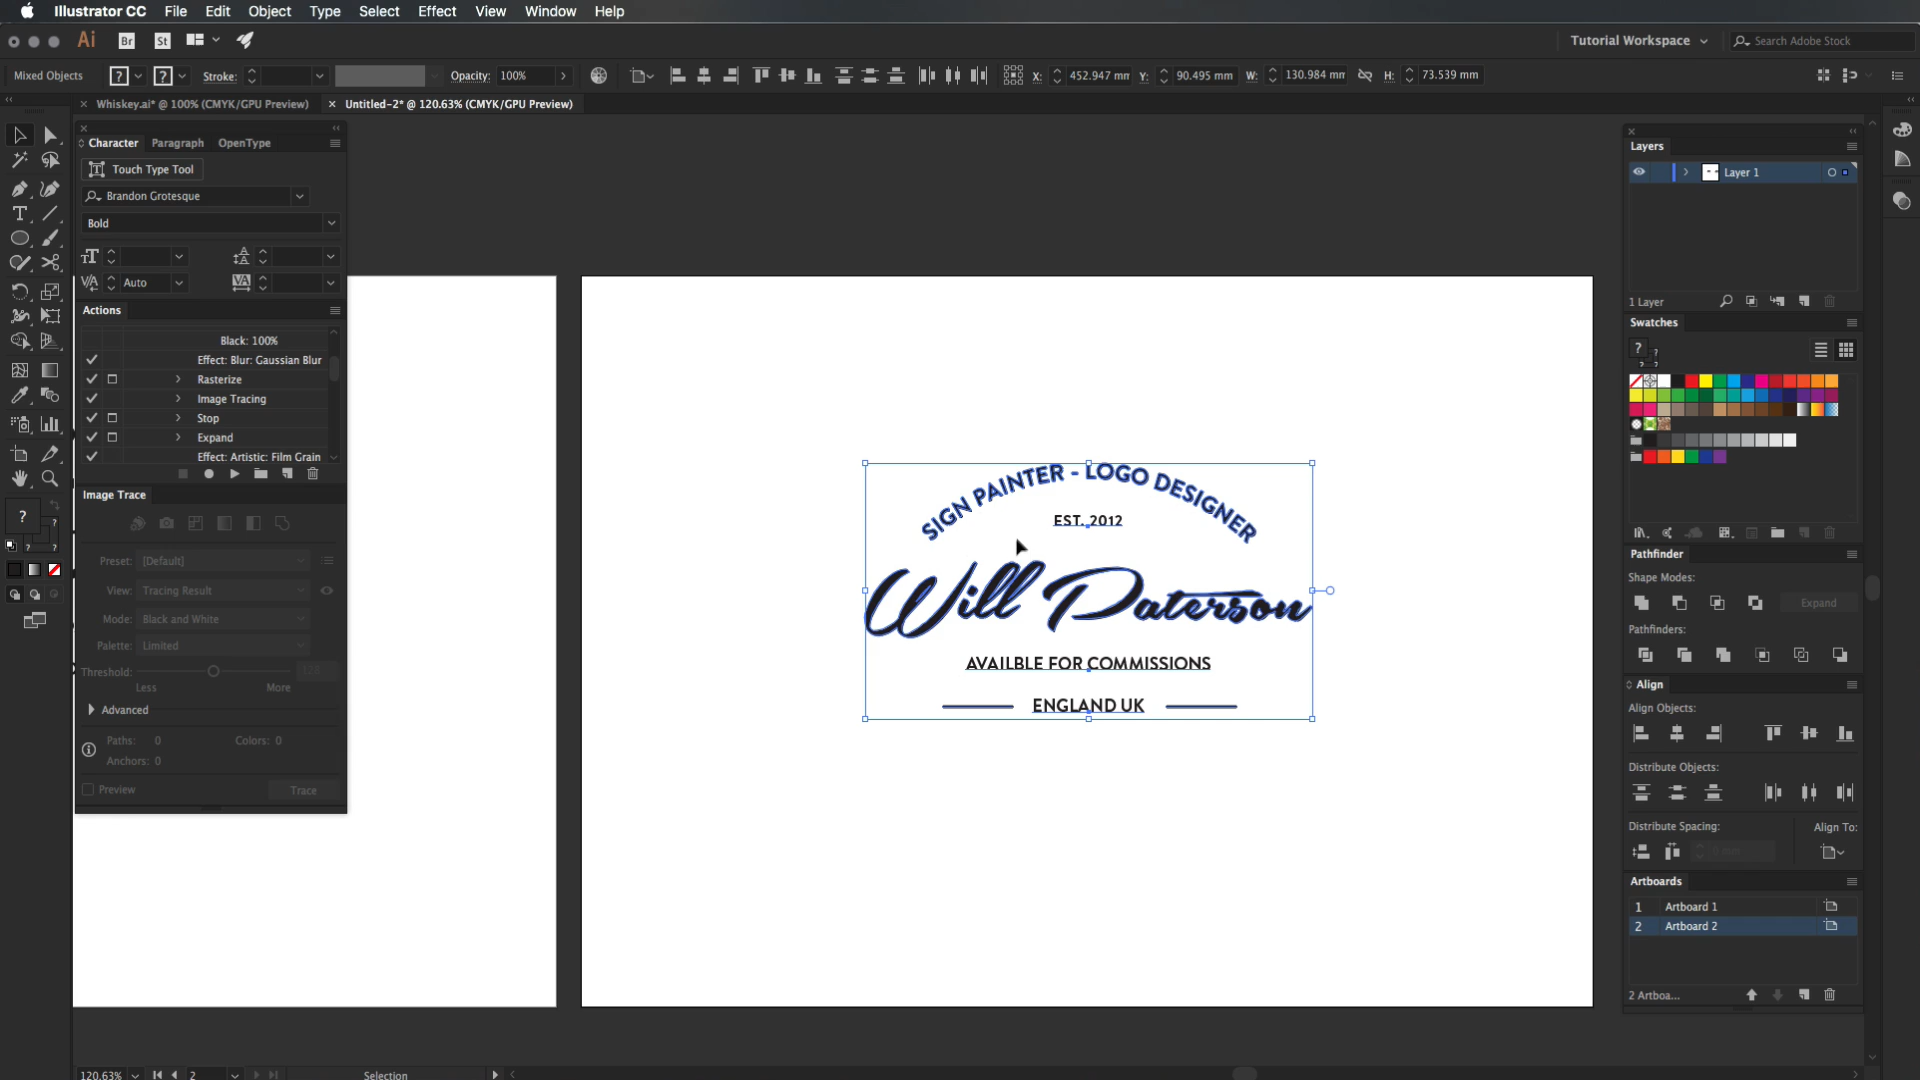 Illustrator CC File Edit Object Type Select Effect View Window Help
Ai Br St Tutorial Workspace Search Adobe Stock
Mixed Objects ? ? Stroke: Opacity: 100% X: 452.947 mm Y: 90.495 mm W: 130.984 mm H: 73.539 mm
Whiskey.ai* @ 100% (CMYK/GPU Preview) Untitled-2* @ 120.63% (CMYK/GPU Preview)
Character Paragraph OpenType
Touch Type Tool
Brandon Grotesque
Bold
Auto
Actions
Black: 100%
Effect: Blur: Gaussian Blur
Rasterize
Image Tracing
Stop
Expand
Effect: Artistic: Film Grain
Image Trace
Preset: [Default]
View: Tracing Result
Mode: Black and White
Palette: Limited
Threshold:
Less More
Advanced
Paths: 0 Colors: 0
Anchors: 0
Preview Trace
SIGN PAINTER - LOGO DESIGNER
EST. 2012
Will Paterson
AVAILBLE FOR COMMISSIONS
ENGLAND UK
Layers
Layer 1
1 Layer
Swatches
Pathfinder
Shape Modes:
Expand
Pathfinders:
Align
Align Objects:
Distribute Objects:
Distribute Spacing: Align To:
0 mm
Artboards
1 Artboard 1
2 Artboard 2
2 Artboa...
120.63% 2 Selection